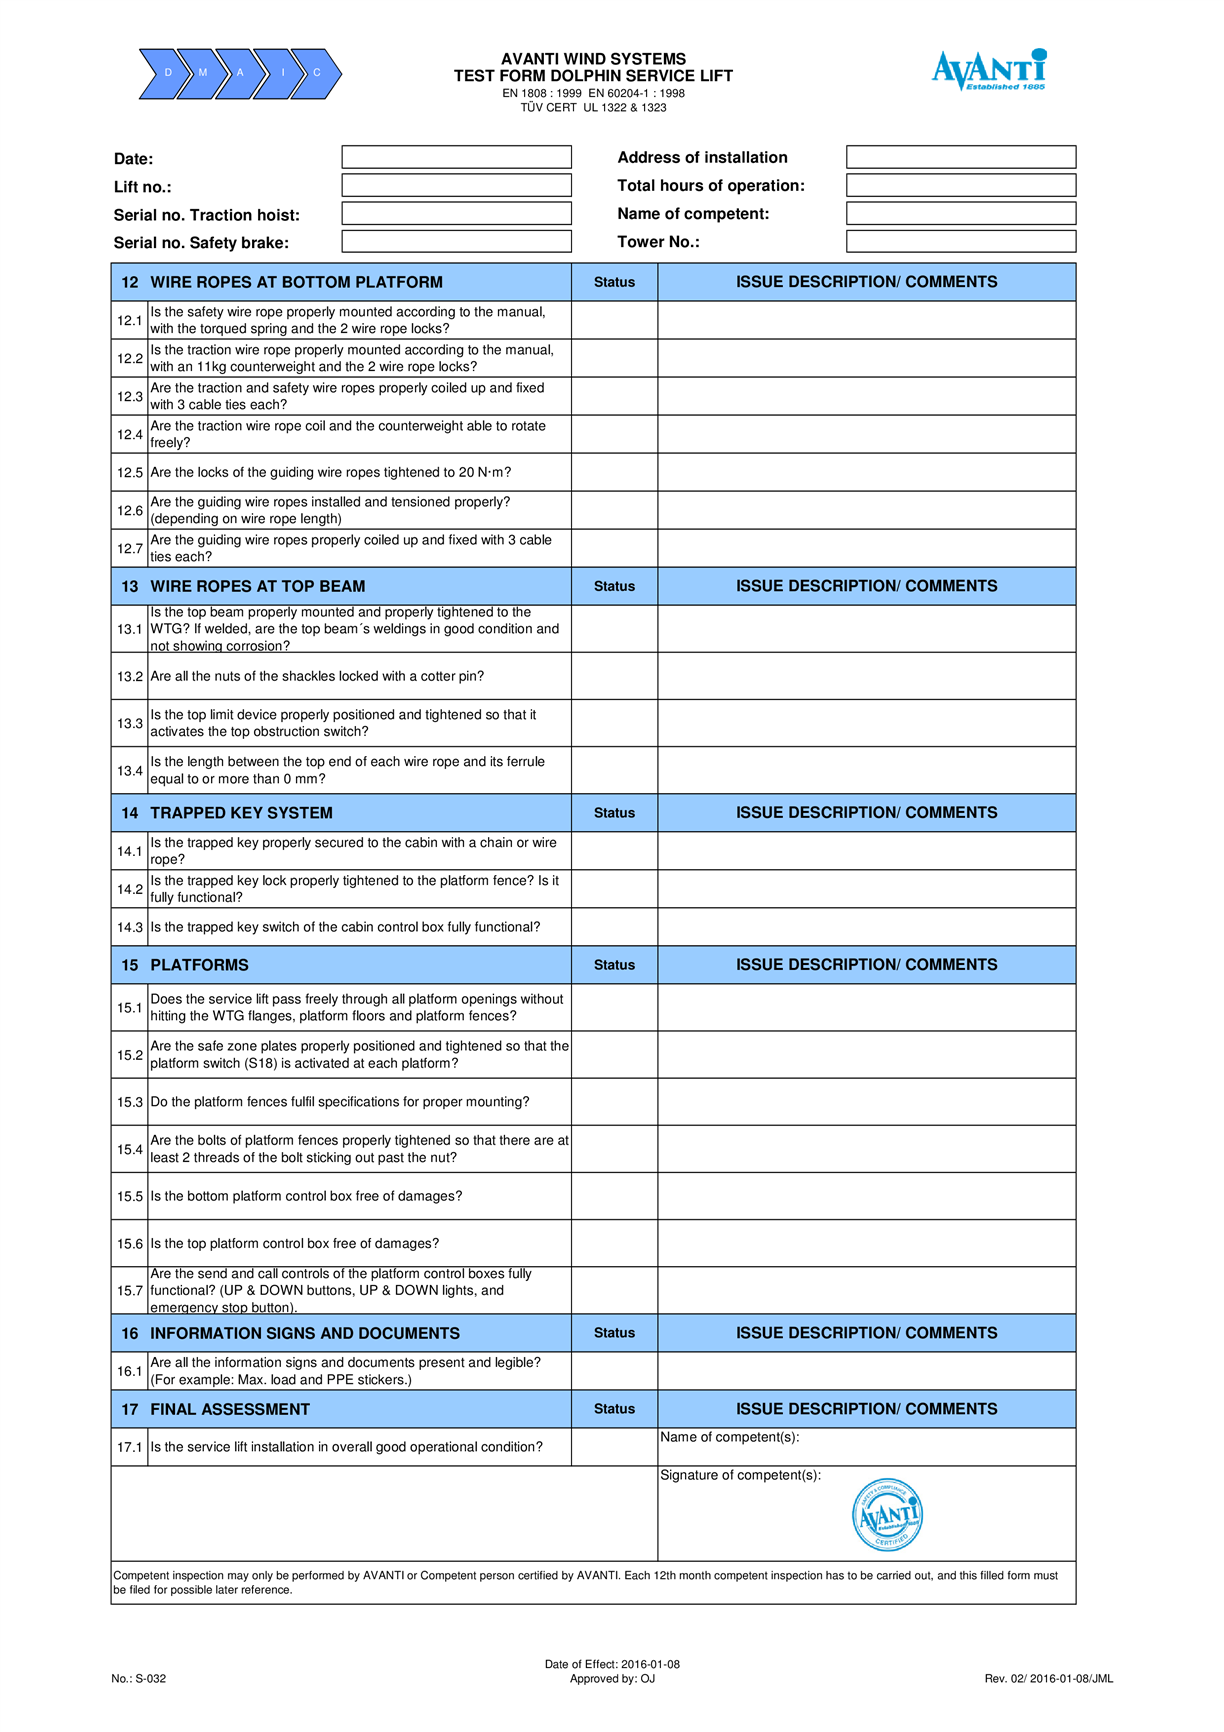 D M A I C
AVANTI WIND SYSTEMS
TEST FORM DOLPHIN SERVICE LIFT
EN 1808 : 1999 EN 60204-1 : 1998
TÜV CERT UL 1322 & 1323
AVANTI
Established 1885
Date:
Address of installation
Lift no.:
Total hours of operation:
Serial no. Traction hoist:
Name of competent:
Serial no. Safety brake:
Tower No.:
12 WIRE ROPES AT BOTTOM PLATFORM Status ISSUE DESCRIPTION/ COMMENTS
12.1 Is the safety wire rope properly mounted according to the manual,
with the torqued spring and the 2 wire rope locks?
12.2 Is the traction wire rope properly mounted according to the manual,
with an 11kg counterweight and the 2 wire rope locks?
12.3 Are the traction and safety wire ropes properly coiled up and fixed
with 3 cable ties each?
12.4 Are the traction wire rope coil and the counterweight able to rotate
freely?
12.5 Are the locks of the guiding wire ropes tightened to 20 N·m?
12.6 Are the guiding wire ropes installed and tensioned properly?
(depending on wire rope length)
12.7 Are the guiding wire ropes properly coiled up and fixed with 3 cable
ties each?
13 WIRE ROPES AT TOP BEAM Status ISSUE DESCRIPTION/ COMMENTS
13.1 Is the top beam properly mounted and properly tightened to the
WTG? If welded, are the top beam´s weldings in good condition and
not showing corrosion?
13.2 Are all the nuts of the shackles locked with a cotter pin?
13.3 Is the top limit device properly positioned and tightened so that it
activates the top obstruction switch?
13.4 Is the length between the top end of each wire rope and its ferrule
equal to or more than 0 mm?
14 TRAPPED KEY SYSTEM Status ISSUE DESCRIPTION/ COMMENTS
14.1 Is the trapped key properly secured to the cabin with a chain or wire
rope?
14.2 Is the trapped key lock properly tightened to the platform fence? Is it
fully functional?
14.3 Is the trapped key switch of the cabin control box fully functional?
15 PLATFORMS Status ISSUE DESCRIPTION/ COMMENTS
15.1 Does the service lift pass freely through all platform openings without
hitting the WTG flanges, platform floors and platform fences?
15.2 Are the safe zone plates properly positioned and tightened so that the
platform switch (S18) is activated at each platform?
15.3 Do the platform fences fulfil specifications for proper mounting?
15.4 Are the bolts of platform fences properly tightened so that there are at
least 2 threads of the bolt sticking out past the nut?
15.5 Is the bottom platform control box free of damages?
15.6 Is the top platform control box free of damages?
15.7 Are the send and call controls of the platform control boxes fully
functional? (UP & DOWN buttons, UP & DOWN lights, and
emergency stop button).
16 INFORMATION SIGNS AND DOCUMENTS Status ISSUE DESCRIPTION/ COMMENTS
16.1 Are all the information signs and documents present and legible?
(For example: Max. load and PPE stickers.)
17 FINAL ASSESSMENT Status ISSUE DESCRIPTION/ COMMENTS
17.1 Is the service lift installation in overall good operational condition?
Name of competent(s):
Signature of competent(s):
SAFETY & COMPLIANCE
AVANTI
Established 1885
CERTIFIED
Competent inspection may only be performed by AVANTI or Competent person certified by AVANTI. Each 12th month competent inspection has to be carried out, and this filled form must
be filed for possible later reference.
Date of Effect: 2016-01-08
No.: S-032 Approved by: OJ Rev. 02/ 2016-01-08/JML